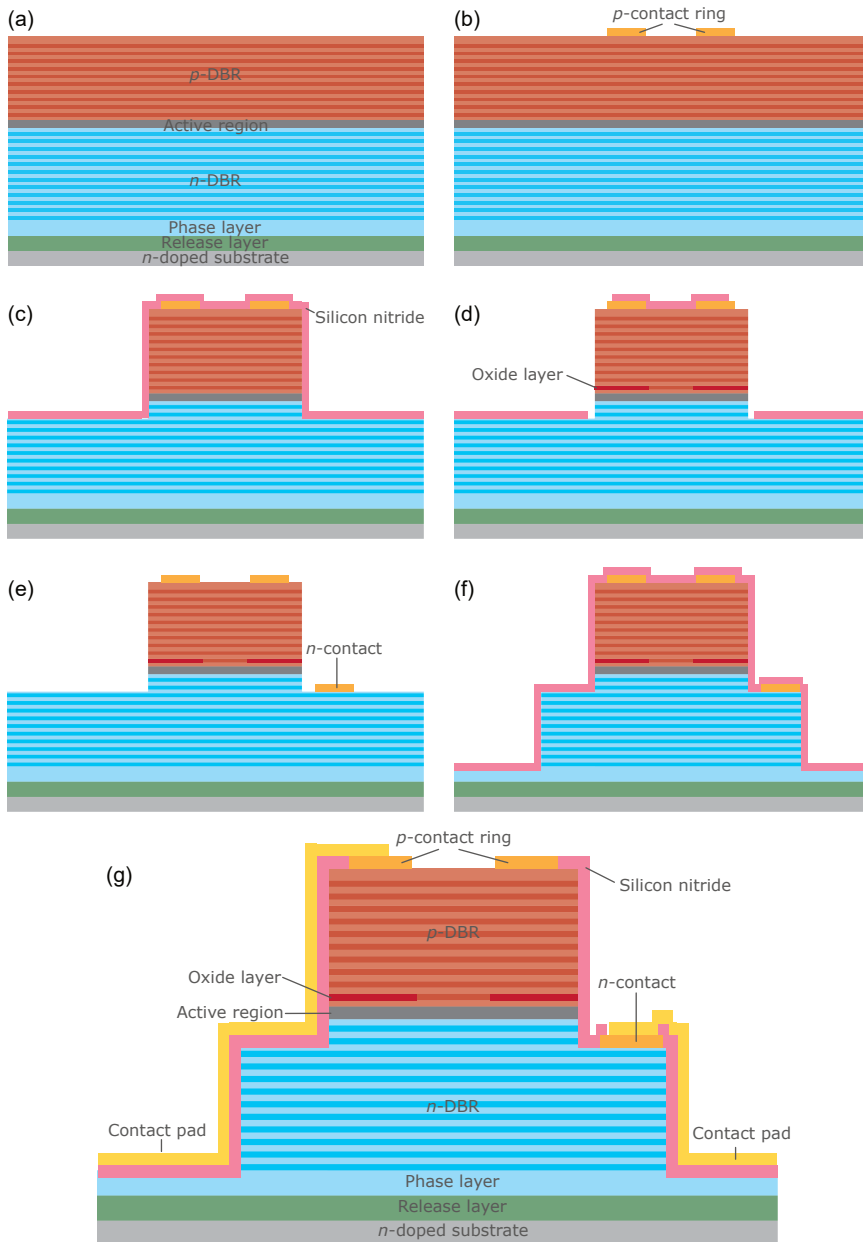 (a)
p-DBR
Active region
n-DBR
Phase layer
Release layer
n-doped substrate
(b)
p-contact ring
(c)
Silicon nitride
(d)
Oxide layer
(e)
n-contact
(f)
(g)
p-contact ring
Silicon nitride
p-DBR
Oxide layer
n-contact
Active region
n-DBR
Contact pad
Contact pad
Phase layer
Release layer
n-doped substrate